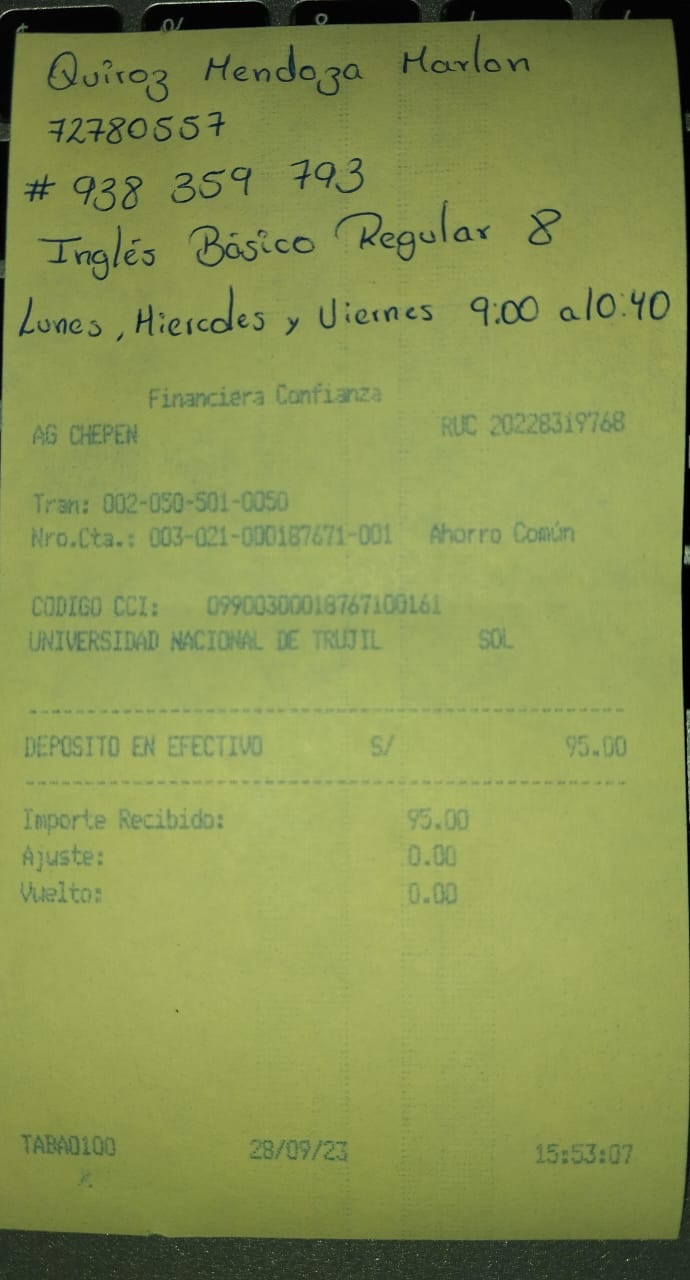 Quiroz Mendoza Marlon
72780557
# 938 359 793
Inglés Básico Regular 8
Lunes, Miercoles y Viernes 9:00 a 10:40
Financiera Confianza
AG CHEPEN RUC 20228319768
Tran: 002-050-501-0050
Nro.Cta.: 003-021-000187671-001 Ahorro Común
CODIGO CCI: 09900300018767100161
UNIVERSIDAD NACIONAL DE TRUJIL SOL
DEPOSITO EN EFECTIVO S/ 95.00
Importe Recibido: 95.00
Ajuste: 0.00
Vuelto: 0.00
TABA0100 28/09/23 15:53:07